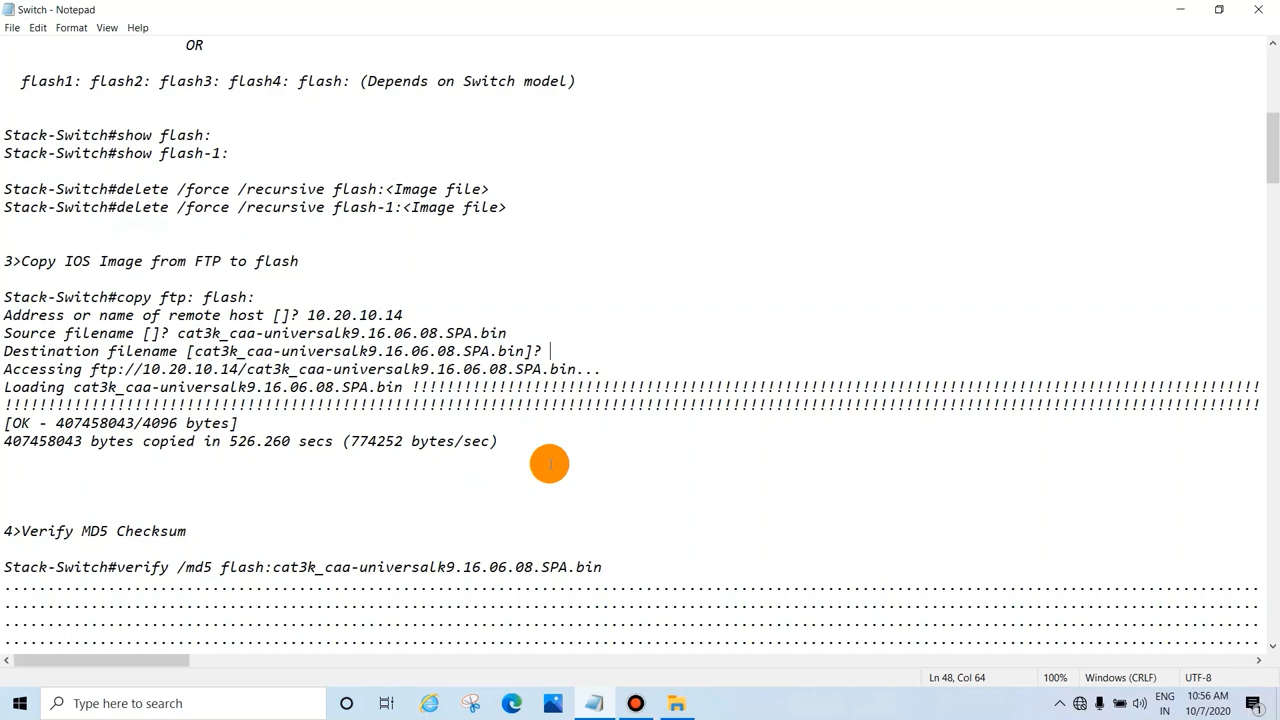 Switch - Notepad
File Edit Format View Help
OR
flash1: flash2: flash3: flash4: flash: (Depends on Switch model)
Stack-Switch#show flash:
Stack-Switch#show flash-1:
Stack-Switch#delete /force /recursive flash:<Image file>
Stack-Switch#delete /force /recursive flash-1:<Image file>
3>Copy IOS Image from FTP to flash
Stack-Switch#copy ftp: flash:
Address or name of remote host []? 10.20.10.14
Source filename []? cat3k_caa-universalk9.16.06.08.SPA.bin
Destination filename [cat3k_caa-universalk9.16.06.08.SPA.bin]?
Accessing ftp://10.20.10.14/cat3k_caa-universalk9.16.06.08.SPA.bin...
Loading cat3k_caa-universalk9.16.06.08.SPA.bin !!!!!!!!!!!!!!!!!!!!!!!!!!!!!!!!!!!!!!!!!!!!!!!!!!!!!!!!!!!!!!!!!!!!!!!!!!!!!!!!!!!!!!!!!!!!!!!!!!
!!!!!!!!!!!!!!!!!!!!!!!!!!!!!!!!!!!!!!!!!!!!!!!!!!!!!!!!!!!!!!!!!!!!!!!!!!!!!!!!!!!!!!!!!!!!!!!!!!!!!!!!!!!!!!!!!!!!!!!!!!!!!!!!!!!!!!!!!!!!!!!!!
[OK - 407458043/4096 bytes]
407458043 bytes copied in 526.260 secs (774252 bytes/sec)
4>Verify MD5 Checksum
Stack-Switch#verify /md5 flash:cat3k_caa-universalk9.16.06.08.SPA.bin
.................................................................................................................................................
.................................................................................................................................................
.................................................................................................................................................
.................................................................................................................................................
Ln 48, Col 64 100% Windows (CRLF) UTF-8
Type here to search
ENG 10:56 AM
IN 10/7/2020
1